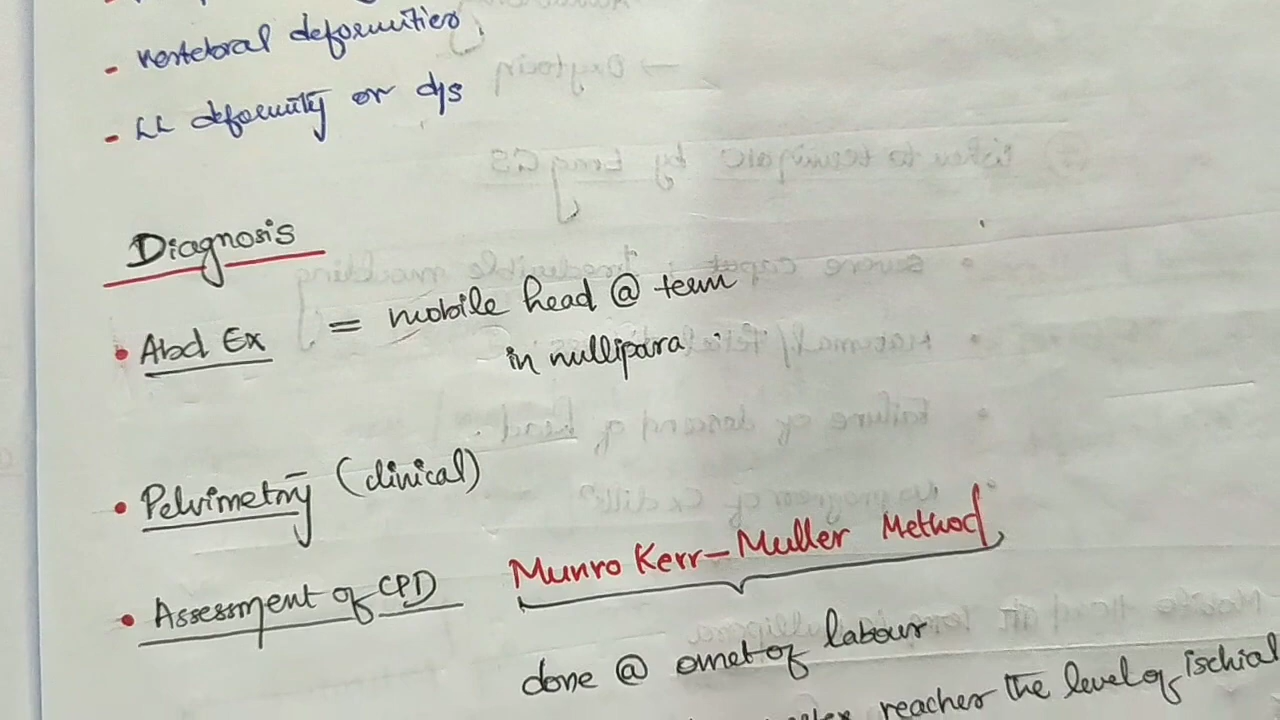 • vertebral deformities
• LL deformity or d/s
Diagnosis
• Abd Ex = mobile head @ term
in nullipara.
• Pelvimetry (clinical)
• Assessment of CPD Munro Kerr–Muller Method
done @ onset of labour
reaches the level of ischial